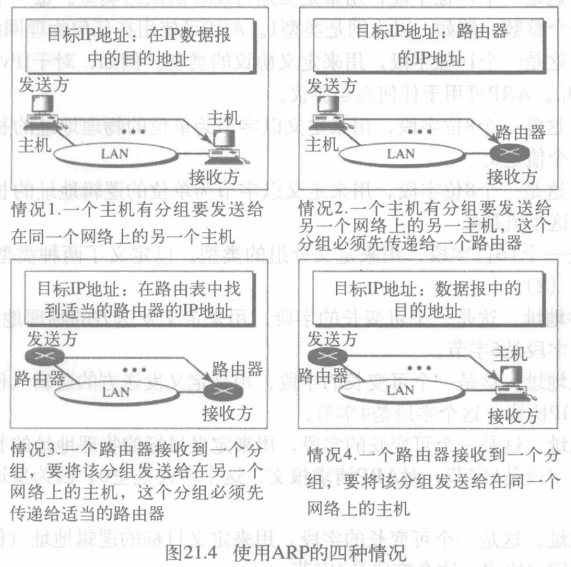 目标IP地址：在IP数据报
中的目的地址
发送方
主机
主机
LAN
接收方
情况1.一个主机有分组要发送给
在同一个网络上的另一个主机
目标IP地址：路由器
的IP地址
发送方
主机
路由器
LAN
接收方
情况2.一个主机有分组要发送给
另一个网络上的另一主机，这个
分组必须先传递给一个路由器
目标IP地址：在路由表中找
到适当的路由器的IP地址
发送方
路由器
路由器
LAN
接收方
情况3.一个路由器接收到一个分
组，要将该分组发送给在另一个
网络上的主机，这个分组必须先
传递给适当的路由器
目标IP地址：数据报中的
目的地址
发送方
主机
路由器
LAN
接收方
情况4.一个路由器接收到一个分
组，要将该分组发送给在同一个
网络上的主机
图21.4 使用ARP的四种情况